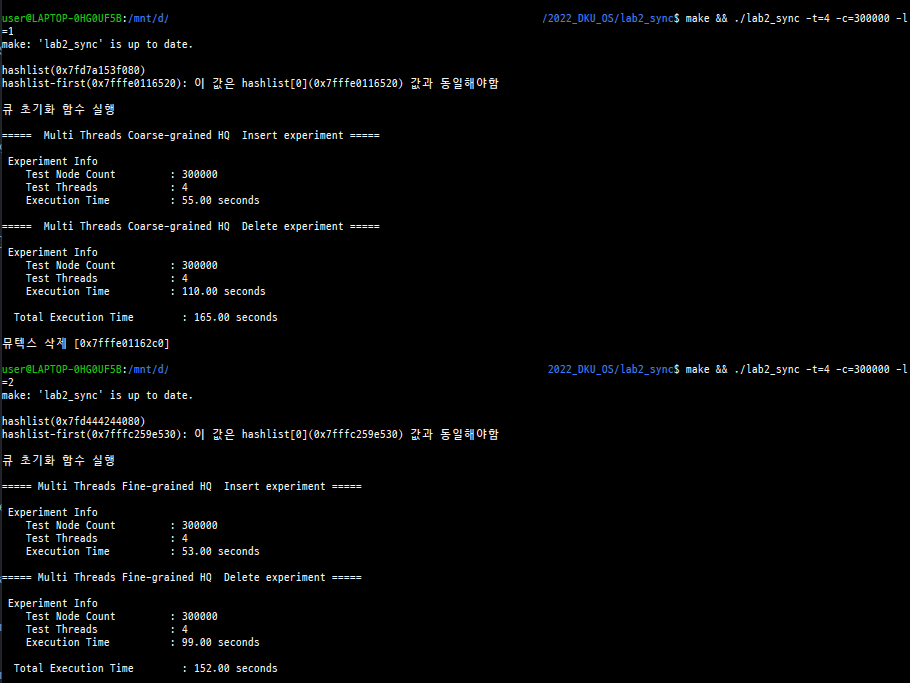 user@LAPTOP-0HG0UF5B:/mnt/d/ /2022_DKU_OS/lab2_sync$ make && ./lab2_sync -t=4 -c=300000 -l
=1
make: 'lab2_sync' is up to date.
hashlist(0x7fd7a153f080)
hashlist-first(0x7fffe0116520): 이 값은 hashlist[0](0x7fffe0116520) 값과 동일해야함
큐 초기화 함수 실행
===== Multi Threads Coarse-grained HQ Insert experiment =====
Experiment Info
Test Node Count : 300000
Test Threads : 4
Execution Time : 55.00 seconds
===== Multi Threads Coarse-grained HQ Delete experiment =====
Experiment Info
Test Node Count : 300000
Test Threads : 4
Execution Time : 110.00 seconds
Total Execution Time : 165.00 seconds
뮤텍스 삭제 [0x7fffe01162c0]
user@LAPTOP-0HG0UF5B:/mnt/d/ 2022_DKU_OS/lab2_sync$ make && ./lab2_sync -t=4 -c=300000 -l
=2
make: 'lab2_sync' is up to date.
hashlist(0x7fd444244080)
hashlist-first(0x7fffc259e530): 이 값은 hashlist[0](0x7fffc259e530) 값과 동일해야함
큐 초기화 함수 실행
===== Multi Threads Fine-grained HQ Insert experiment =====
Experiment Info
Test Node Count : 300000
Test Threads : 4
Execution Time : 53.00 seconds
===== Multi Threads Fine-grained HQ Delete experiment =====
Experiment Info
Test Node Count : 300000
Test Threads : 4
Execution Time : 99.00 seconds
Total Execution Time : 152.00 seconds